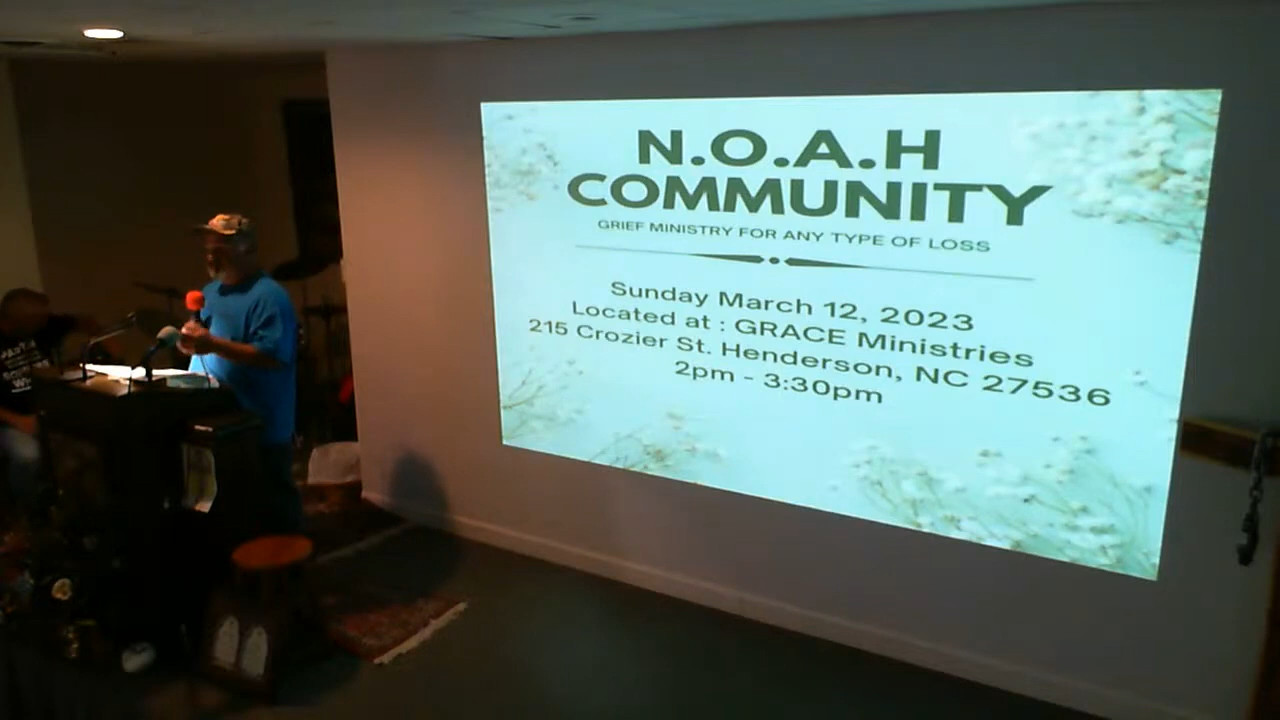 N.O.A.H
COMMUNITY
GRIEF MINISTRY FOR ANY TYPE OF LOSS
Sunday March 12, 2023
Located at : GRACE Ministries
215 Crozier St. Henderson, NC 27536
2pm - 3:30pm